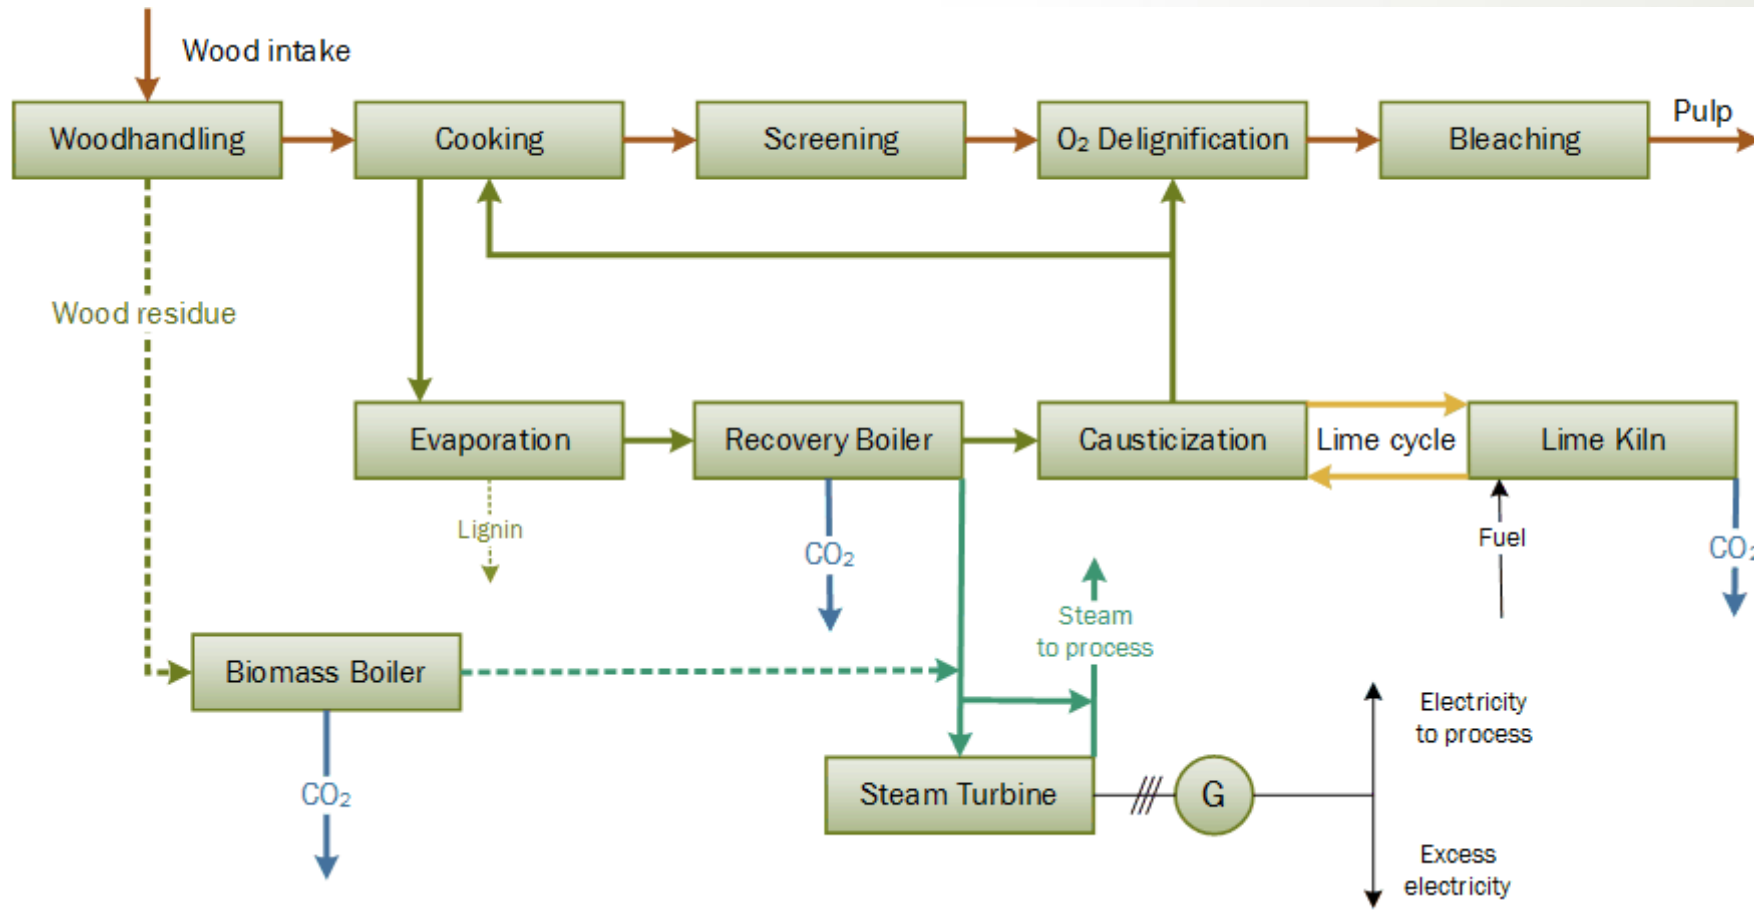 Wood intake
Woodhandling
Cooking
Screening
O₂ Delignification
Bleaching
Pulp
Wood residue
Evaporation
Recovery Boiler
Causticization
Lime cycle
Lime Kiln
Lignin
CO₂
Fuel
CO₂
Steam
to process
Biomass Boiler
Electricity
to process
CO₂
Steam Turbine
G
Excess
electricity